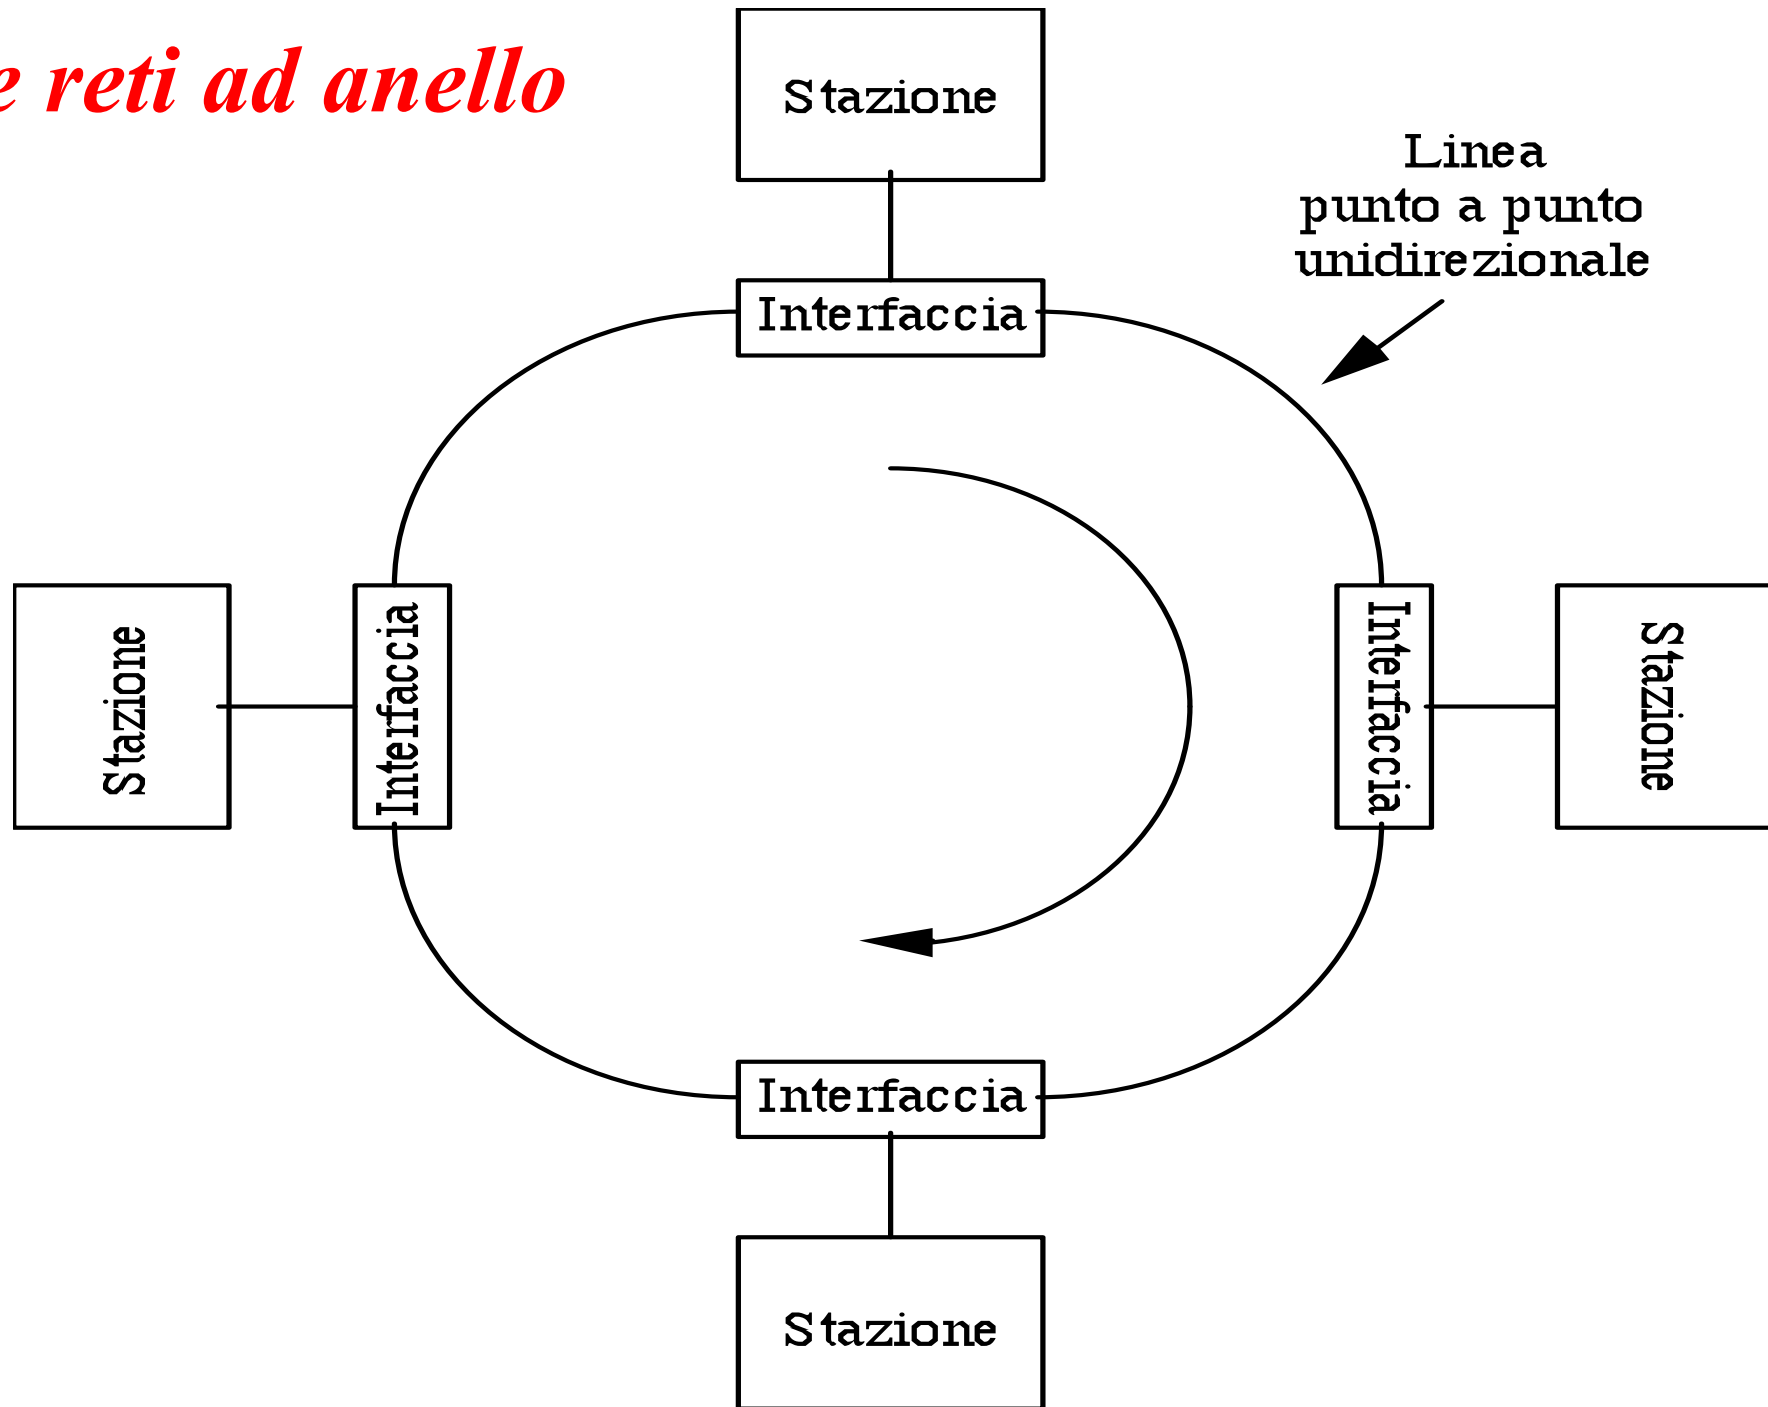 e reti ad anello
Stazione
Linea
punto a punto
unidirezionale
Interfaccia
Stazione
Interfaccia
Interfaccia
Stazione
Interfaccia
Stazione